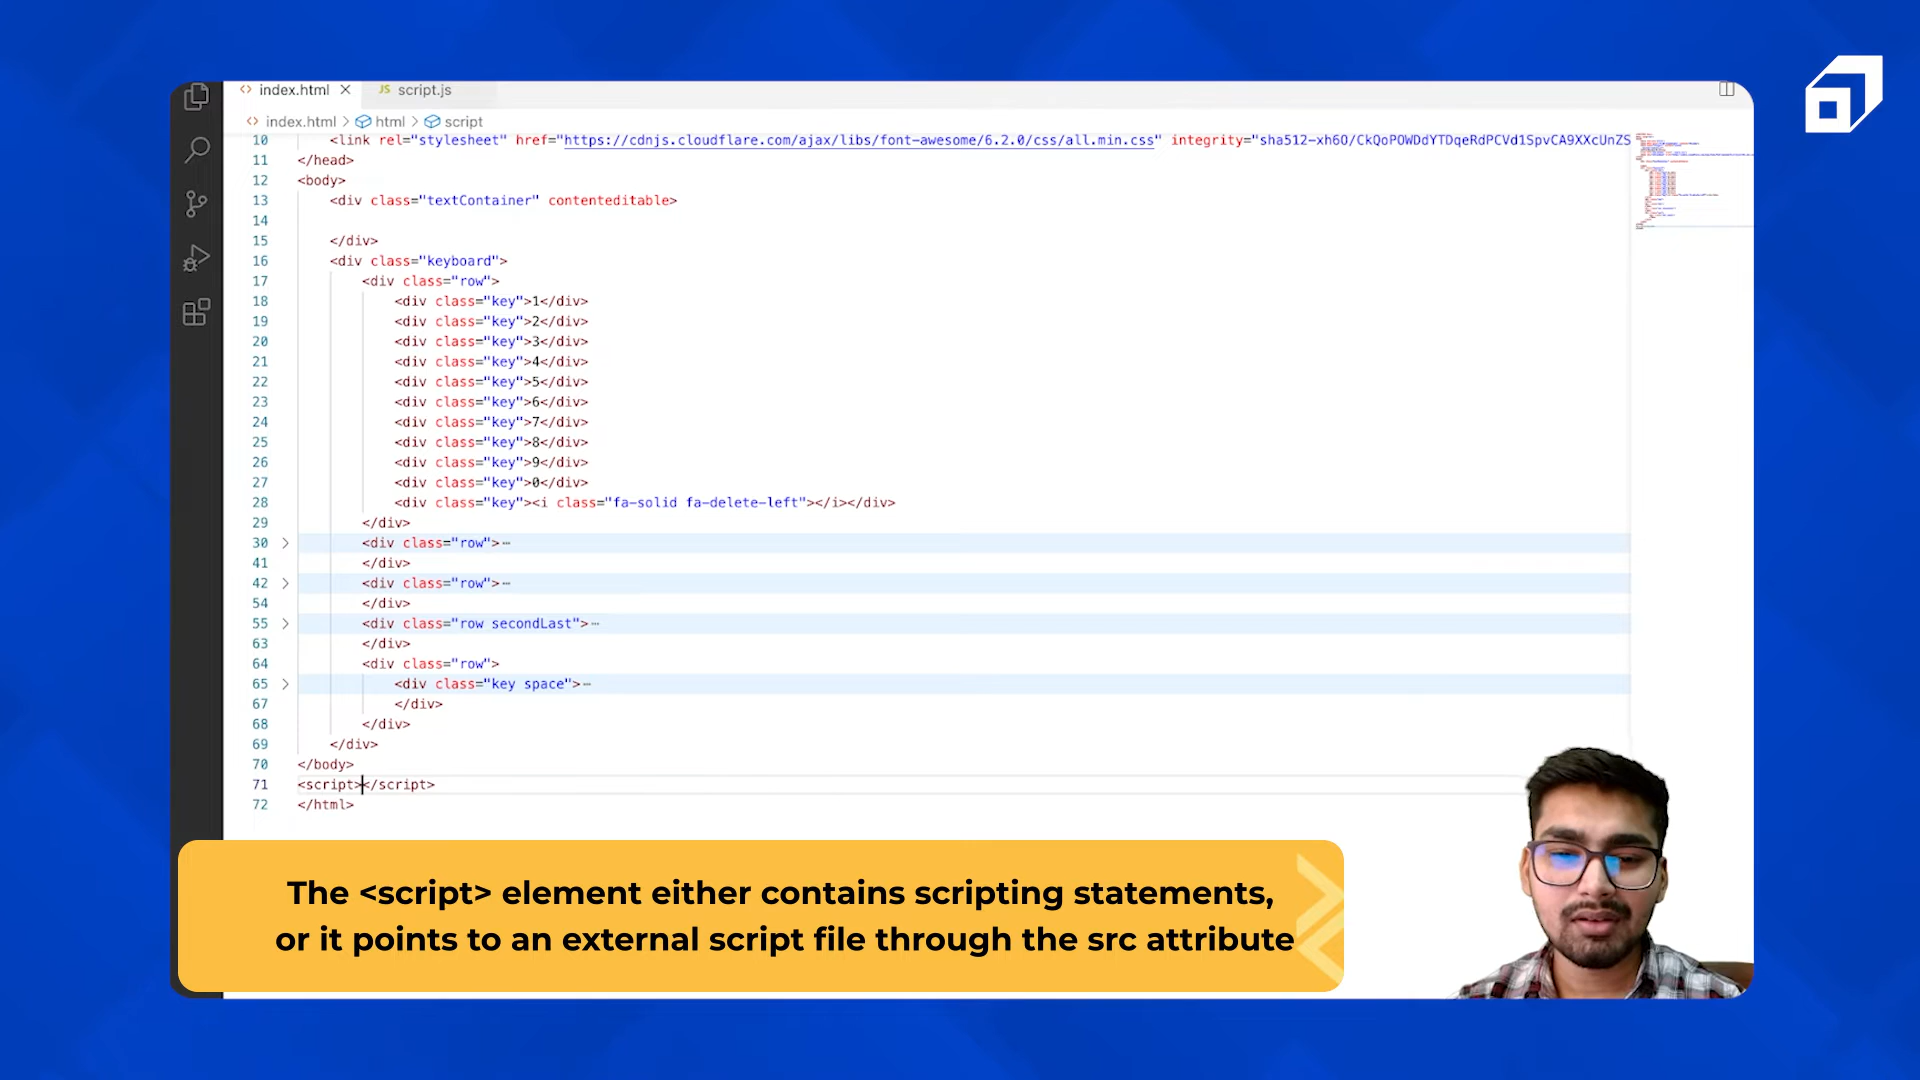 index.html
JS script.js
index.html > html > script
10 <link rel="stylesheet" href="https://cdnjs.cloudflare.com/ajax/libs/font-awesome/6.2.0/css/all.min.css" integrity="sha512-xh6O/CkQoPOWDdYTDqeRdPCVd1SpvCA9XXcUnZS
11 </head>
12 <body>
13 <div class="textContainer" contenteditable>
14
15 </div>
16 <div class="keyboard">
17 <div class="row">
18 <div class="key">1</div>
19 <div class="key">2</div>
20 <div class="key">3</div>
21 <div class="key">4</div>
22 <div class="key">5</div>
23 <div class="key">6</div>
24 <div class="key">7</div>
25 <div class="key">8</div>
26 <div class="key">9</div>
27 <div class="key">0</div>
28 <div class="key"><i class="fa-solid fa-delete-left"></i></div>
29 </div>
30 <div class="row">
41 </div>
42 <div class="row">
54 </div>
55 <div class="row secondLast">
63 </div>
64 <div class="row">
65 <div class="key space">
67 </div>
68 </div>
69 </div>
70 </body>
71 <script></script>
72 </html>
The <script> element either contains scripting statements,
or it points to an external script file through the src attribute